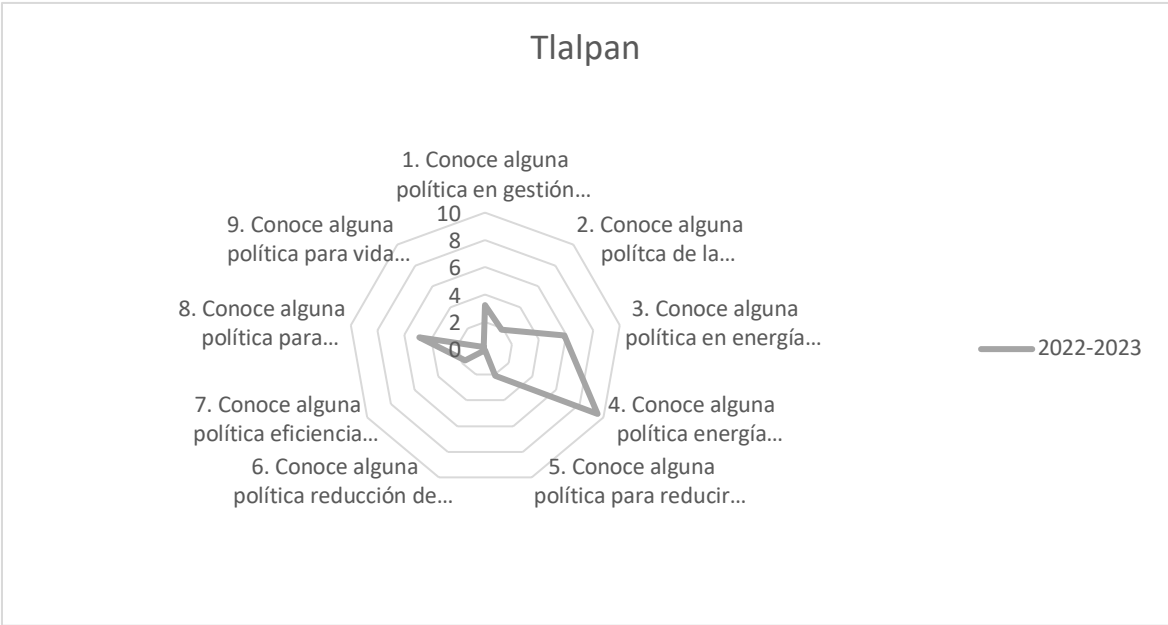 Tlalpan
1. Conoce alguna
política en gestión...
2. Conoce alguna
polítca de la...
3. Conoce alguna
política en energía...
4. Conoce alguna
política energía...
5. Conoce alguna
política para reducir...
6. Conoce alguna
política reducción de...
7. Conoce alguna
política eficiencia...
8. Conoce alguna
política para...
9. Conoce alguna
política para vida...
10
8
6
4
2
0
2022-2023